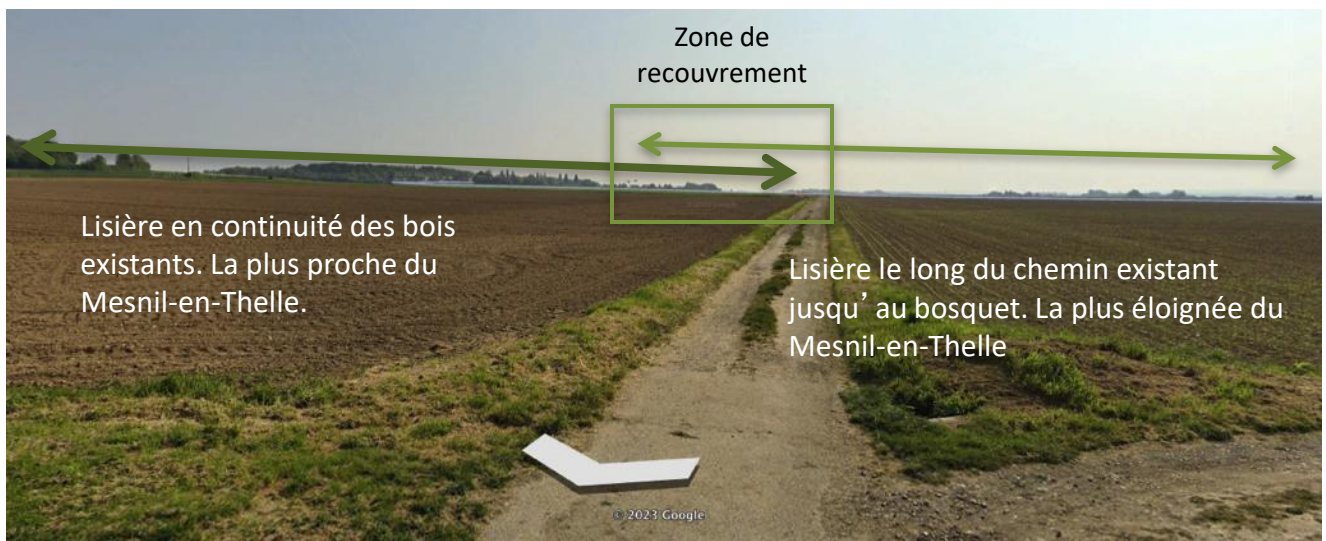 Zone de
recouvrement
Lisière en continuité des bois
existants. La plus proche du
Mesnil-en-Thelle.
Lisière le long du chemin existant
jusqu’ au bosquet. La plus éloignée du
Mesnil-en-Thelle
© 2023 Google